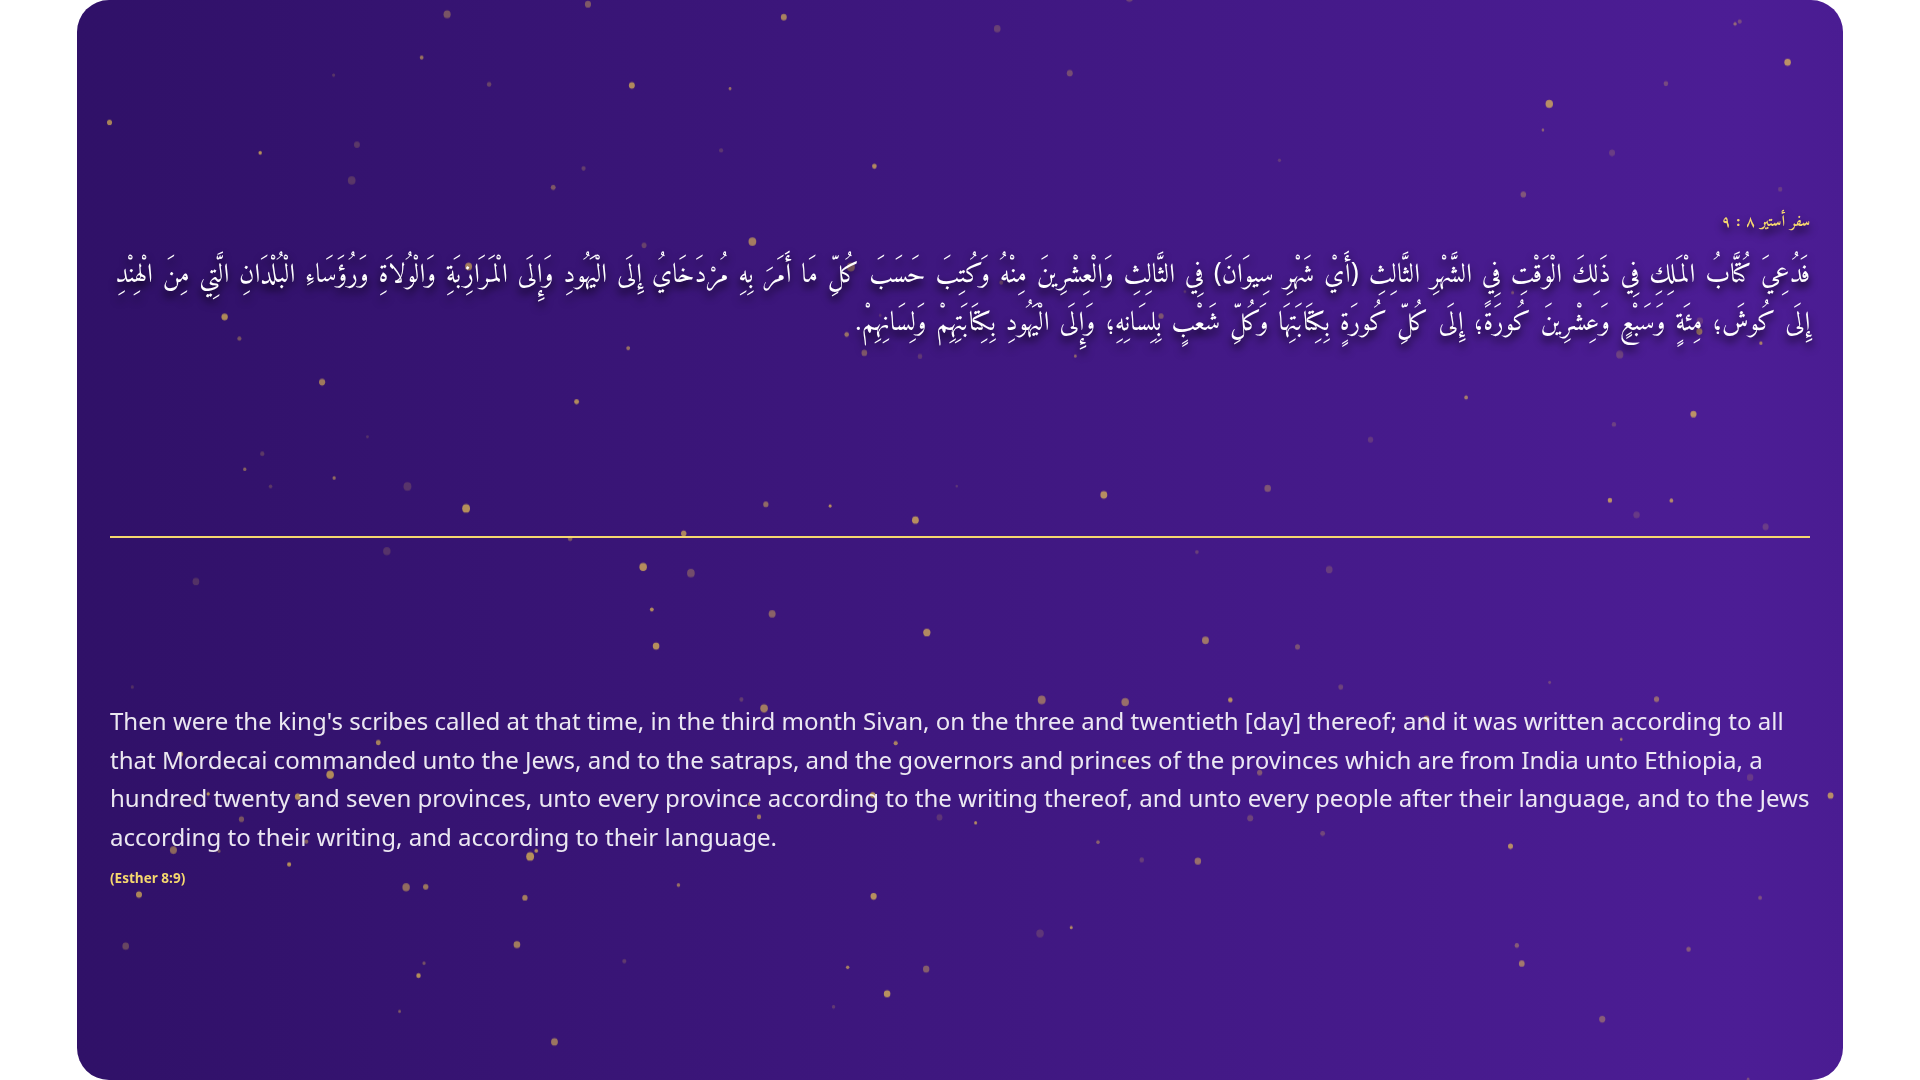 سفر أستير ٨ : ٩
فَدُعِيَ كُتَّابُ الْمَلِكِ فِي ذَلِكَ الْوَقْتِ فِي الشَّهْرِ الثَّالِثِ (أَيْ شَهْرِ سِيوَانَ) فِي الثَّالِثِ وَالْعِشْرِينَ مِنْهُ وَكُتِبَ حَسَبَ كُلِّ مَا أَمَرَ بِهِ مُرْدَخَايُ إِلَى الْيَهُودِ وَإِلَى الْمَرَازِبَةِ وَالْوُلاَةِ وَرُؤَسَاءِ الْبُلْدَانِ الَّتِي مِنَ الْهِنْدِ
إِلَى كُوشَ؛ مِئَةٍ وَسَبْعٍ وَعِشْرِينَ كُورَةً؛ إِلَى كُلِّ كُورَةٍ بِكِتَابَتِهَا وَكُلِّ شَعْبٍ بِلِسَانِهِ؛ وَإِلَى الْيَهُودِ بِكِتَابَتِهِمْ وَلِسَانِهِمْ.
Then were the king's scribes called at that time, in the third month Sivan, on the three and twentieth [day] thereof; and it was written according to all
that Mordecai commanded unto the Jews, and to the satraps, and the governors and princes of the provinces which are from India unto Ethiopia, a
hundred twenty and seven provinces, unto every province according to the writing thereof, and unto every people after their language, and to the Jews
according to their writing, and according to their language.
(Esther 8:9)